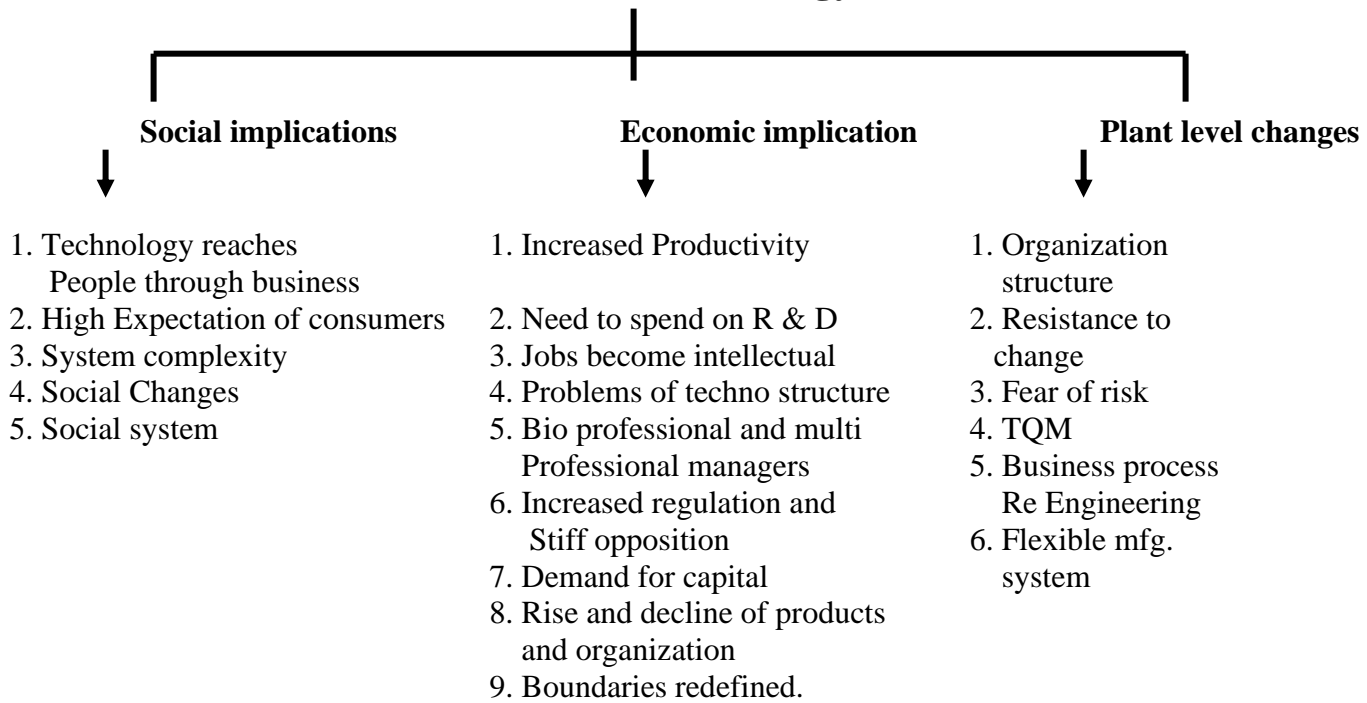 Social implications
Economic implication
Plant level changes
1. Technology reaches
People through business
2. High Expectation of consumers
3. System complexity
4. Social Changes
5. Social system
1. Increased Productivity
2. Need to spend on R & D
3. Jobs become intellectual
4. Problems of techno structure
5. Bio professional and multi
Professional managers
6. Increased regulation and
Stiff opposition
7. Demand for capital
8. Rise and decline of products
and organization
9. Boundaries redefined.
1. Organization
structure
2. Resistance to
change
3. Fear of risk
4. TQM
5. Business process
Re Engineering
6. Flexible mfg.
system